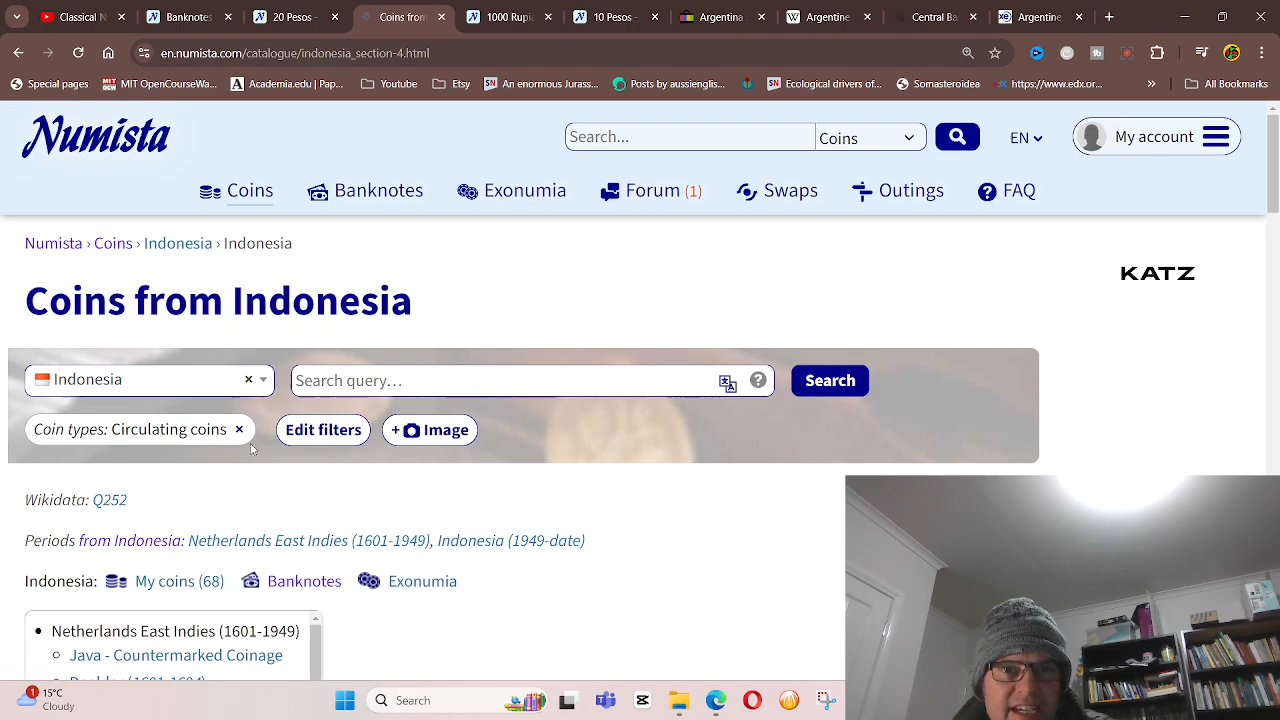 Banknotes
20 Pesos -
Coins from
1000 Rupia
10 Pesos -
Argentina
Argentine
Central Ba
Argentine
en.numista.com/catalogue/indonesia_section-4.html
Special pages
MIT OpenCourseWa...
Academia.edu | Pap...
Youtube
Etsy
An enormous Jurass...
Posts by aussienglis...
Ecological drivers of...
Somasteroidea
https://www.edx.or...
All Bookmarks
Numista
Search...
Coins
EN
My account
Coins
Banknotes
Exonumia
Forum (1)
Swaps
Outings
FAQ
Numista › Coins › Indonesia › Indonesia
KATZ
Coins from Indonesia
Indonesia
Search query...
Search
Coin types: Circulating coins
Edit filters
+ Image
Wikidata: Q252
Periods from Indonesia: Netherlands East Indies (1601-1949), Indonesia (1949-date)
Indonesia: My coins (68) Banknotes Exonumia
Netherlands East Indies (1601-1949)
Java - Countermarked Coinage
15°C
Cloudy
Search